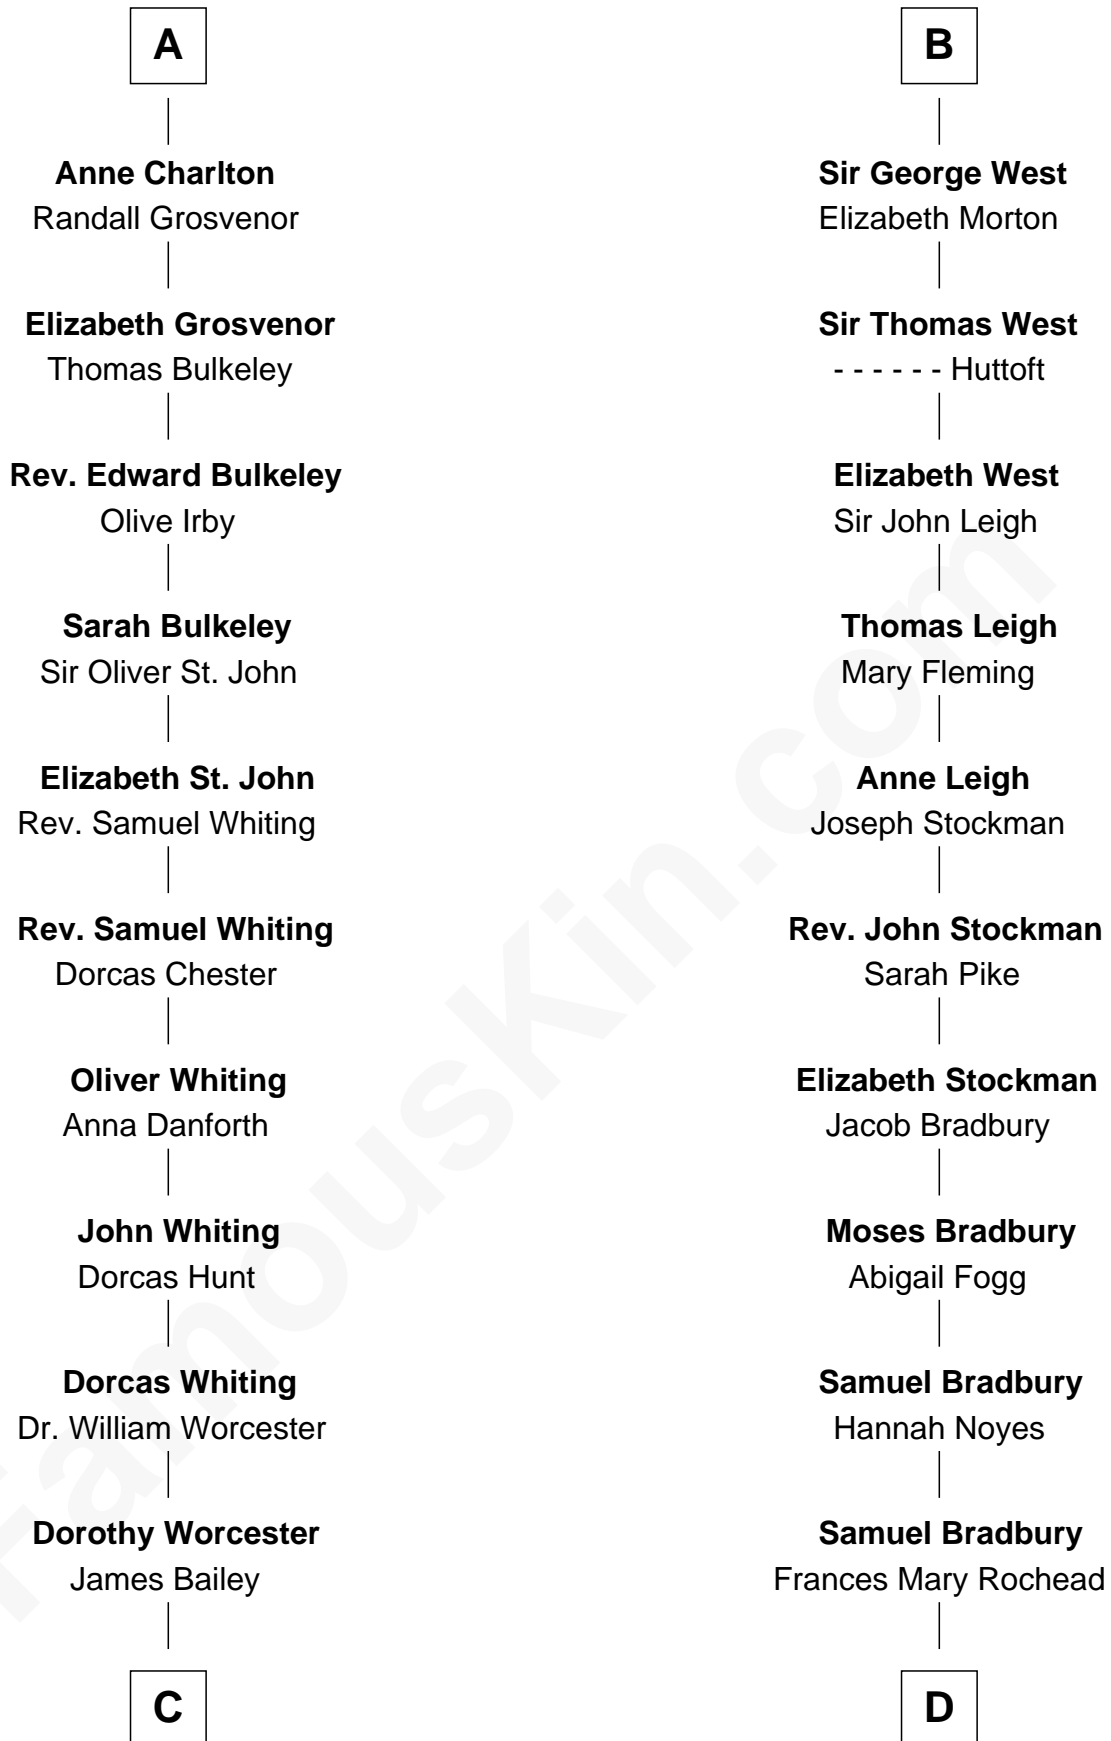 A
Anne Charlton
Randall Grosvenor
Elizabeth Grosvenor
Thomas Bulkeley
Rev. Edward Bulkeley
Olive Irby
Sarah Bulkeley
Sir Oliver St. John
Elizabeth St. John
Rev. Samuel Whiting
Rev. Samuel Whiting
Dorcas Chester
Oliver Whiting
Anna Danforth
John Whiting
Dorcas Hunt
Dorcas Whiting
Dr. William Worcester
Dorothy Worcester
James Bailey
C
B
Sir George West
Elizabeth Morton
Sir Thomas West
- - - - - - Huttoft
Elizabeth West
Sir John Leigh
Thomas Leigh
Mary Fleming
Anne Leigh
Joseph Stockman
Rev. John Stockman
Sarah Pike
Elizabeth Stockman
Jacob Bradbury
Moses Bradbury
Abigail Fogg
Samuel Bradbury
Hannah Noyes
Samuel Bradbury
Frances Mary Rochead
D
FamousKin.com